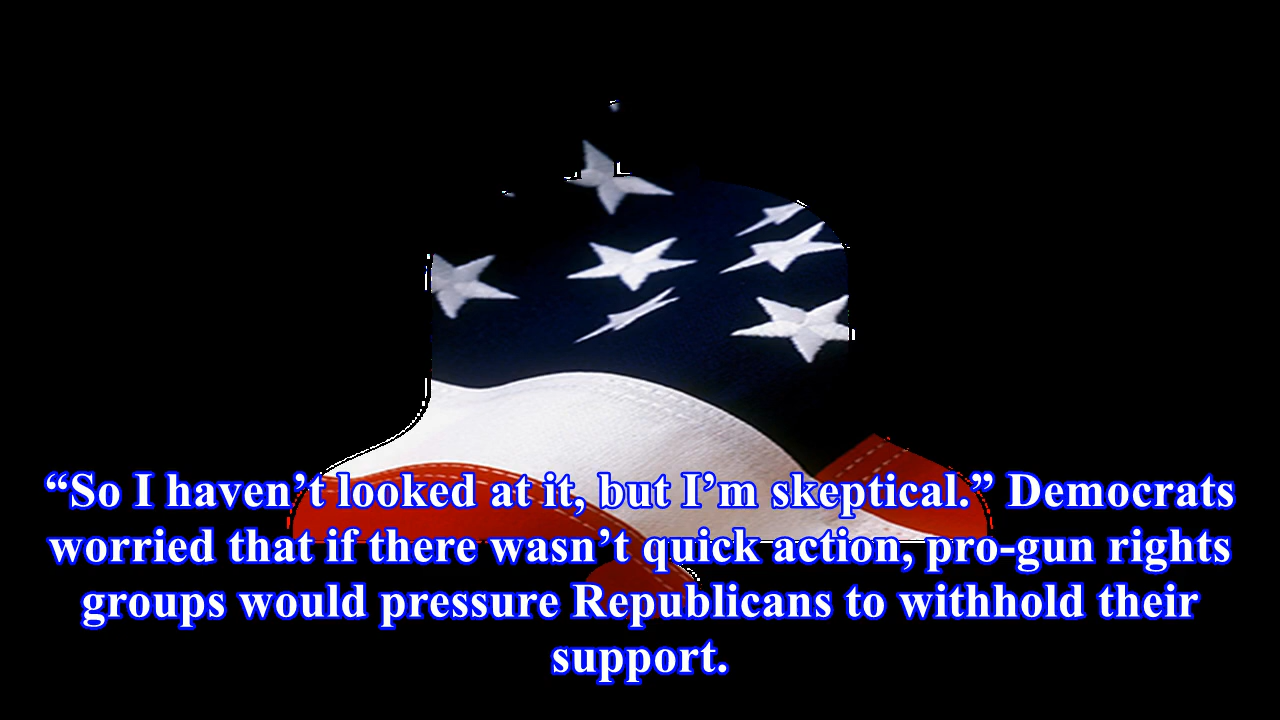 “So I haven’t looked at it, but I’m skeptical.” Democrats
worried that if there wasn’t quick action, pro-gun rights
groups would pressure Republicans to withhold their
support.